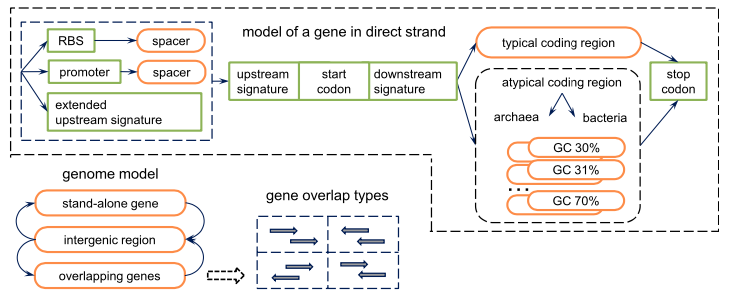 model of a gene in direct strand
RBS
spacer
promoter
spacer
extended
upstream signature
upstream
signature
start
codon
downstream
signature
typical coding region
atypical coding region
archaea
bacteria
GC 30%
GC 31%
...
GC 70%
stop
codon
genome model
stand-alone gene
intergenic region
overlapping genes
gene overlap types